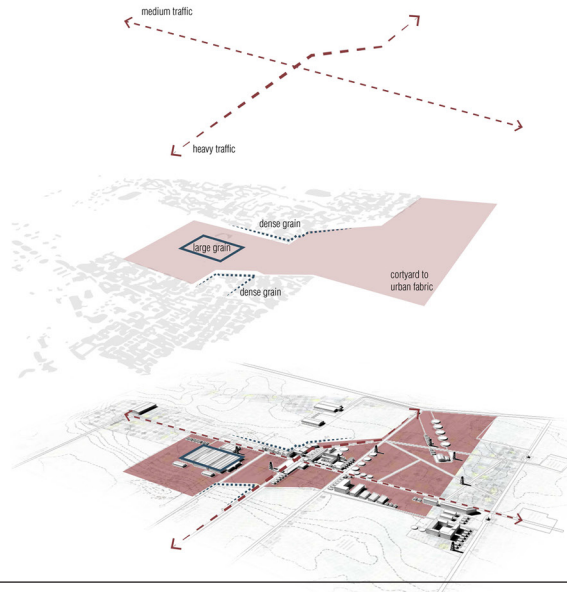 medium traffic
heavy traffic
dense grain
large grain
cortyard to
urban fabric
dense grain